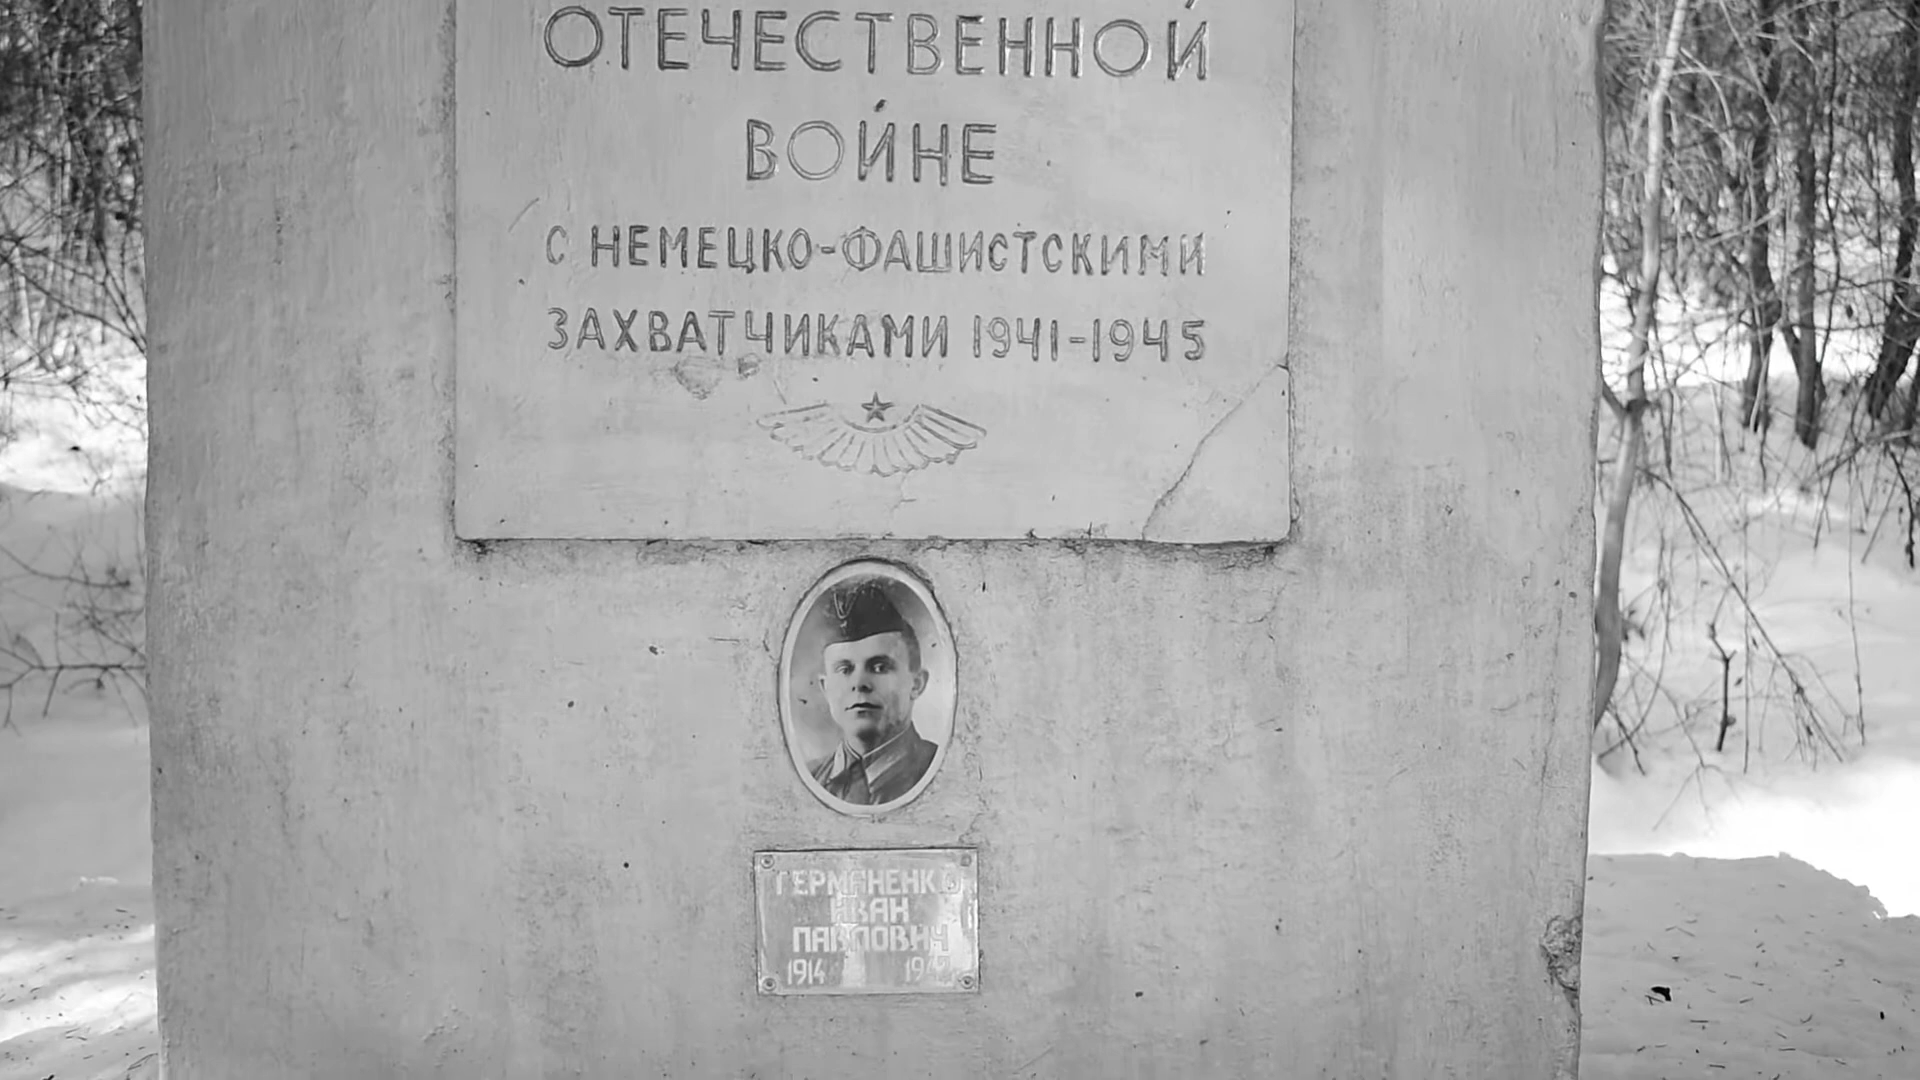 ОТЕЧЕСТВЕННОЙ
ВОЙНЕ
С НЕМЕЦКО-ФАШИСТСКИМИ
ЗАХВАТЧИКАМИ 1941-1945
ГЕРМАНЕНКО
ИВАН
ПАВЛОВИЧ
1914